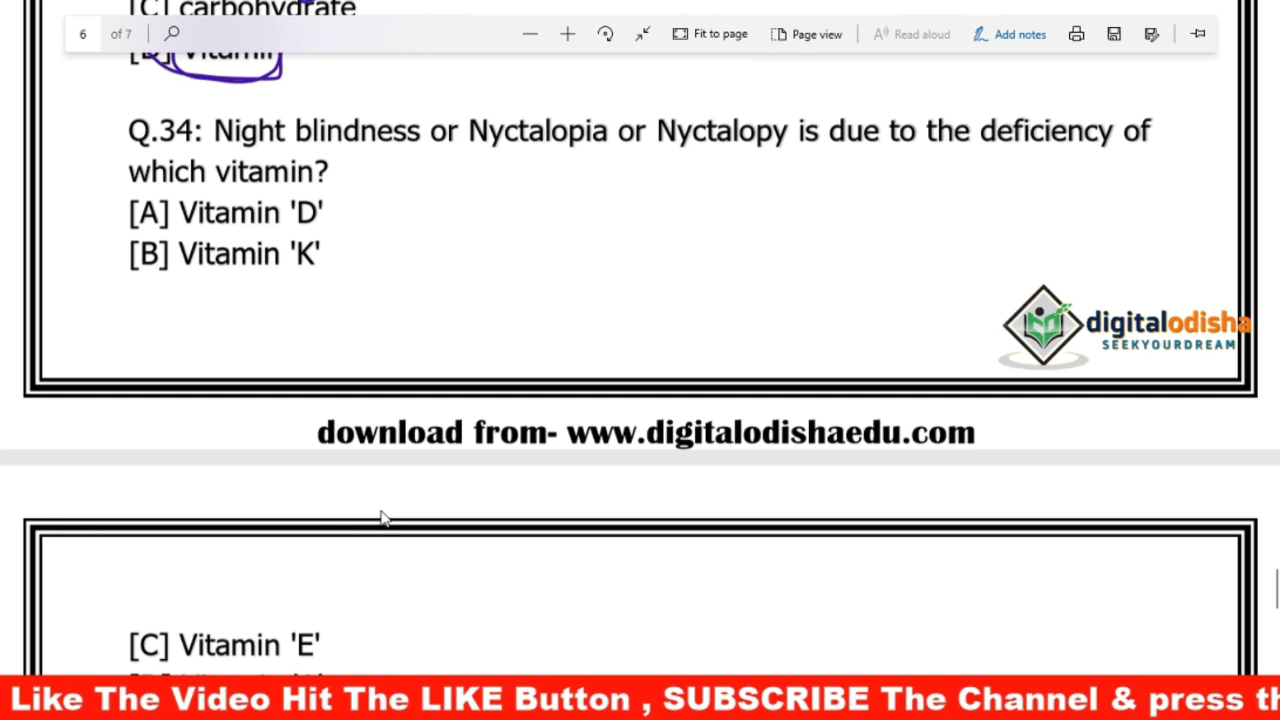 [C] carbohydrate
6 of 7 Fit to page Page view Read aloud Add notes
Vitamin
Q.34: Night blindness or Nyctalopia or Nyctalopy is due to the deficiency of
which vitamin?
[A] Vitamin 'D'
[B] Vitamin 'K'
digitalodisha
SEEKYOURDREAM
download from- www.digitalodishaedu.com
[C] Vitamin 'E'
Like The Video Hit The LIKE Button , SUBSCRIBE The Channel & press th